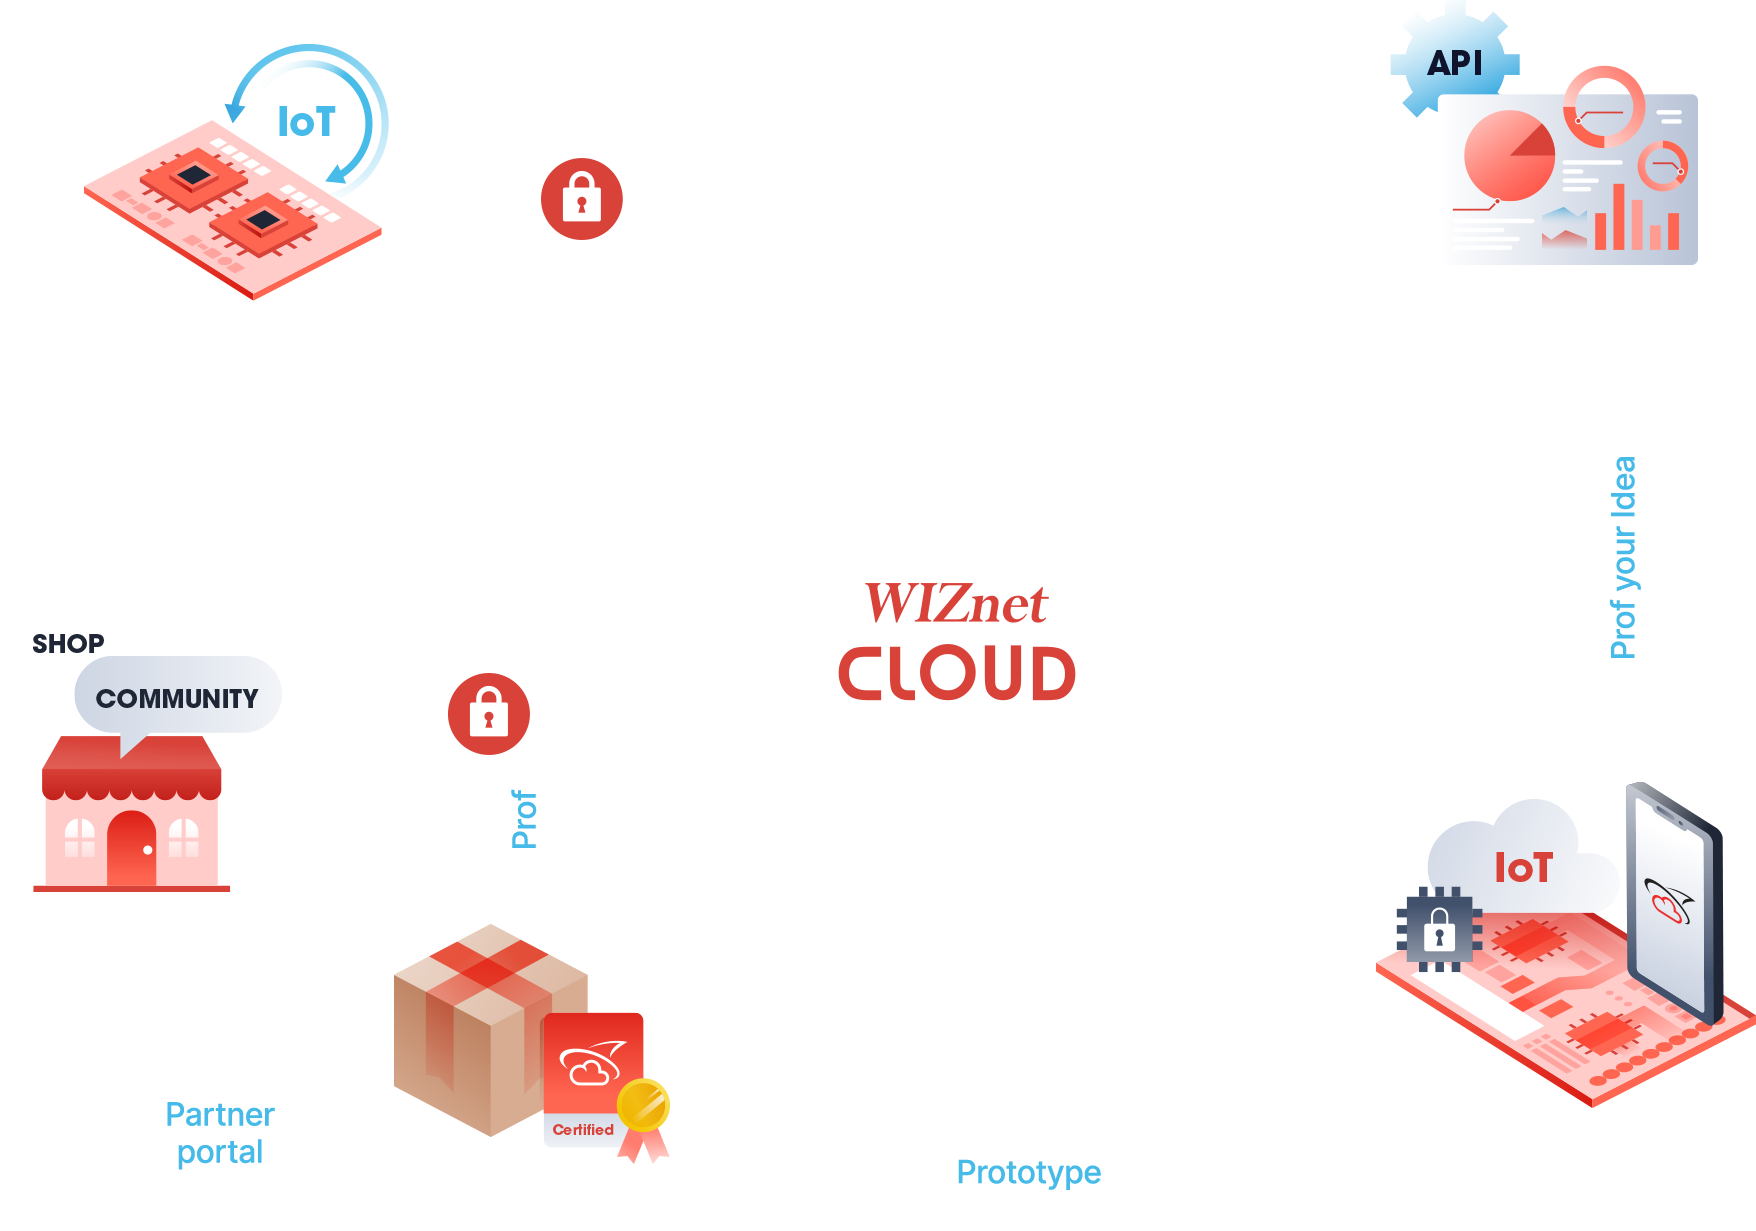 IoT
API
Prof your Idea
WIZnet
CLOUD
SHOP
COMMUNITY
Prof
IoT
Partner
portal
Certified
Prototype